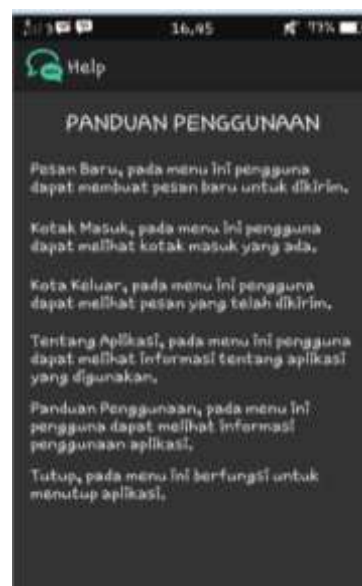 16.45
79%
Help
PANDUAN PENGGUNAAN
Pesan Baru, pada menu ini pengguna
dapat membuat pesan baru untuk dikirim.
Kotak Masuk, pada menu ini pengguna
dapat melihat kotak masuk yang ada.
Kota Keluar, pada menu ini pengguna
dapat melihat pesan yang telah dikirim.
Tentang Aplikasi, pada menu ini pengguna
dapat melihat informasi tentang aplikasi
yang digunakan.
Panduan Penggunaan, pada menu ini
pengguna dapat melihat informasi
penggunaan aplikasi.
Tutup, pada menu ini berfungsi untuk
menutup aplikasi.